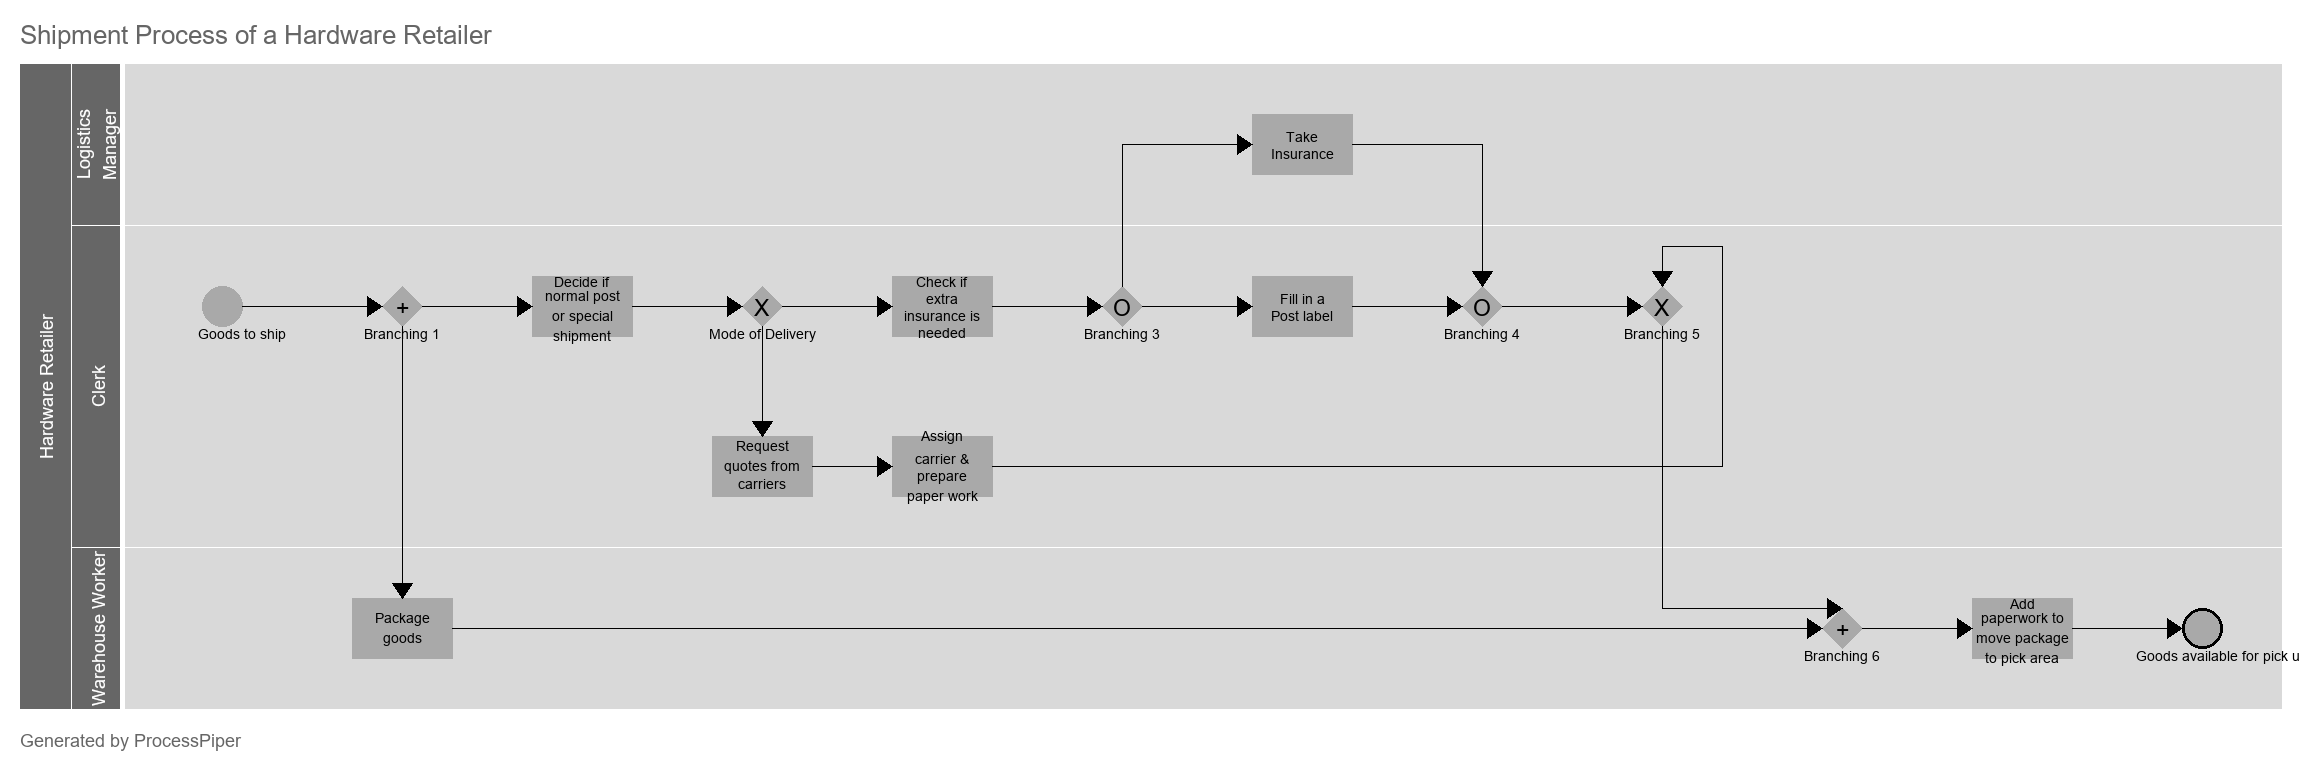 Shipment Process of a Hardware Retailer
Hardware Retailer
Logistics
Manager
Take
Insurance
Clerk
Goods to ship
+
Branching 1
Decide if
normal post
or special
shipment
X
Mode of Delivery
Check if
extra
insurance is
needed
O
Branching 3
Fill in a
Post label
O
Branching 4
X
Branching 5
Request
quotes from
carriers
Assign
carrier &
prepare
paper work
Warehouse Worker
Package
goods
+
Branching 6
Add
paperwork to
move package
to pick area
Goods available for pick u
Generated by ProcessPiper